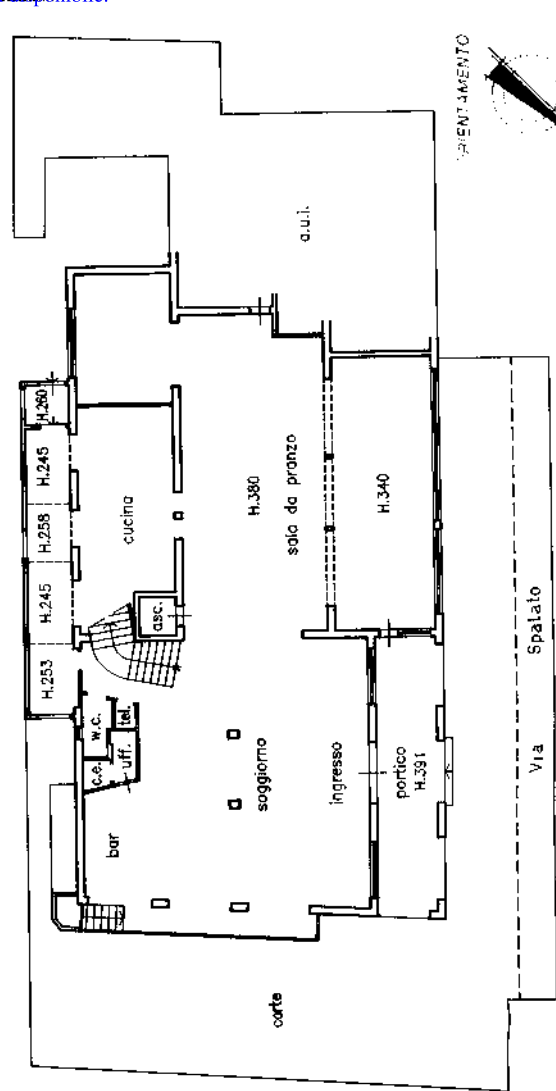 ORIENTAMENTO
a.u.i.
H.260
H.245
H.258
H.245
H.253
cucina
H.380
sala da pranzo
H.340
asc.
w.c.
tel.
c.e.
uff.
bar
soggiorno
ingresso
portico
H.391
corte
Via Spalato